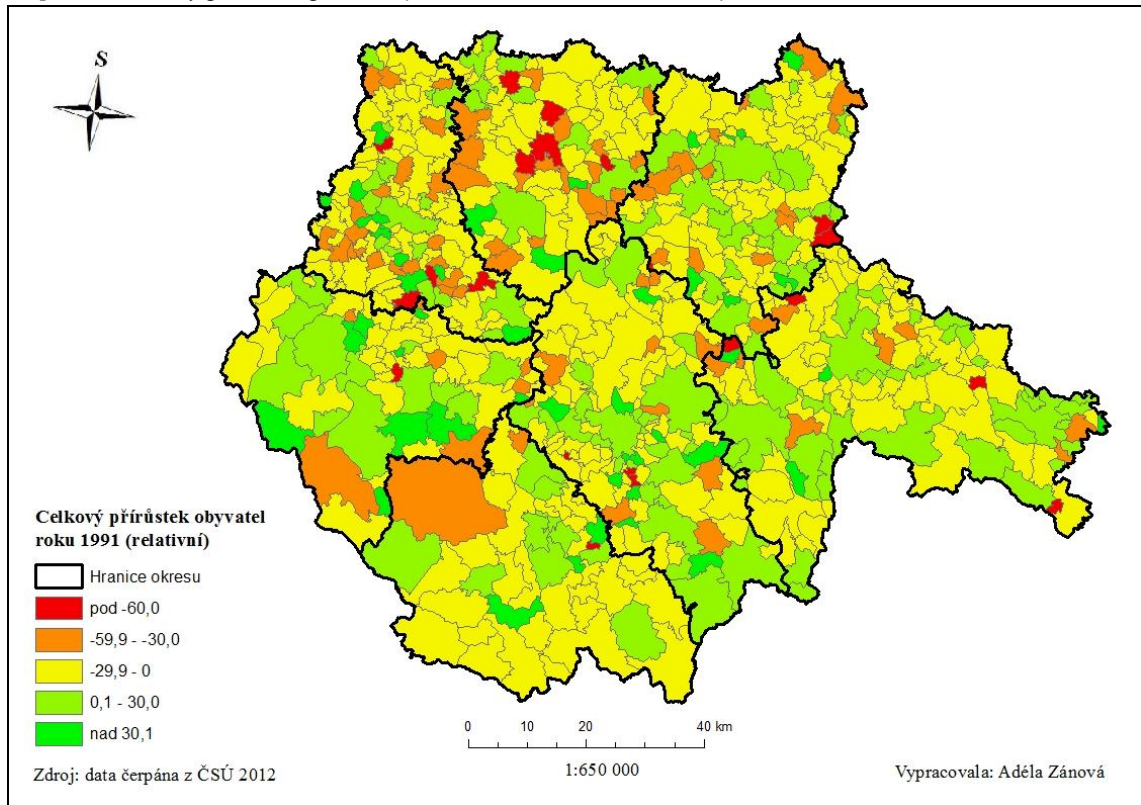 S
Celkový přírůstek obyvatel
roku 1991 (relativní)
Hranice okresu
pod -60,0
-59,9 - -30,0
-29,9 - 0
0,1 - 30,0
nad 30,1
0 10 20 40 km
1:650 000
Zdroj: data čerpána z ČSÚ 2012
Vypracovala: Adéla Zánová